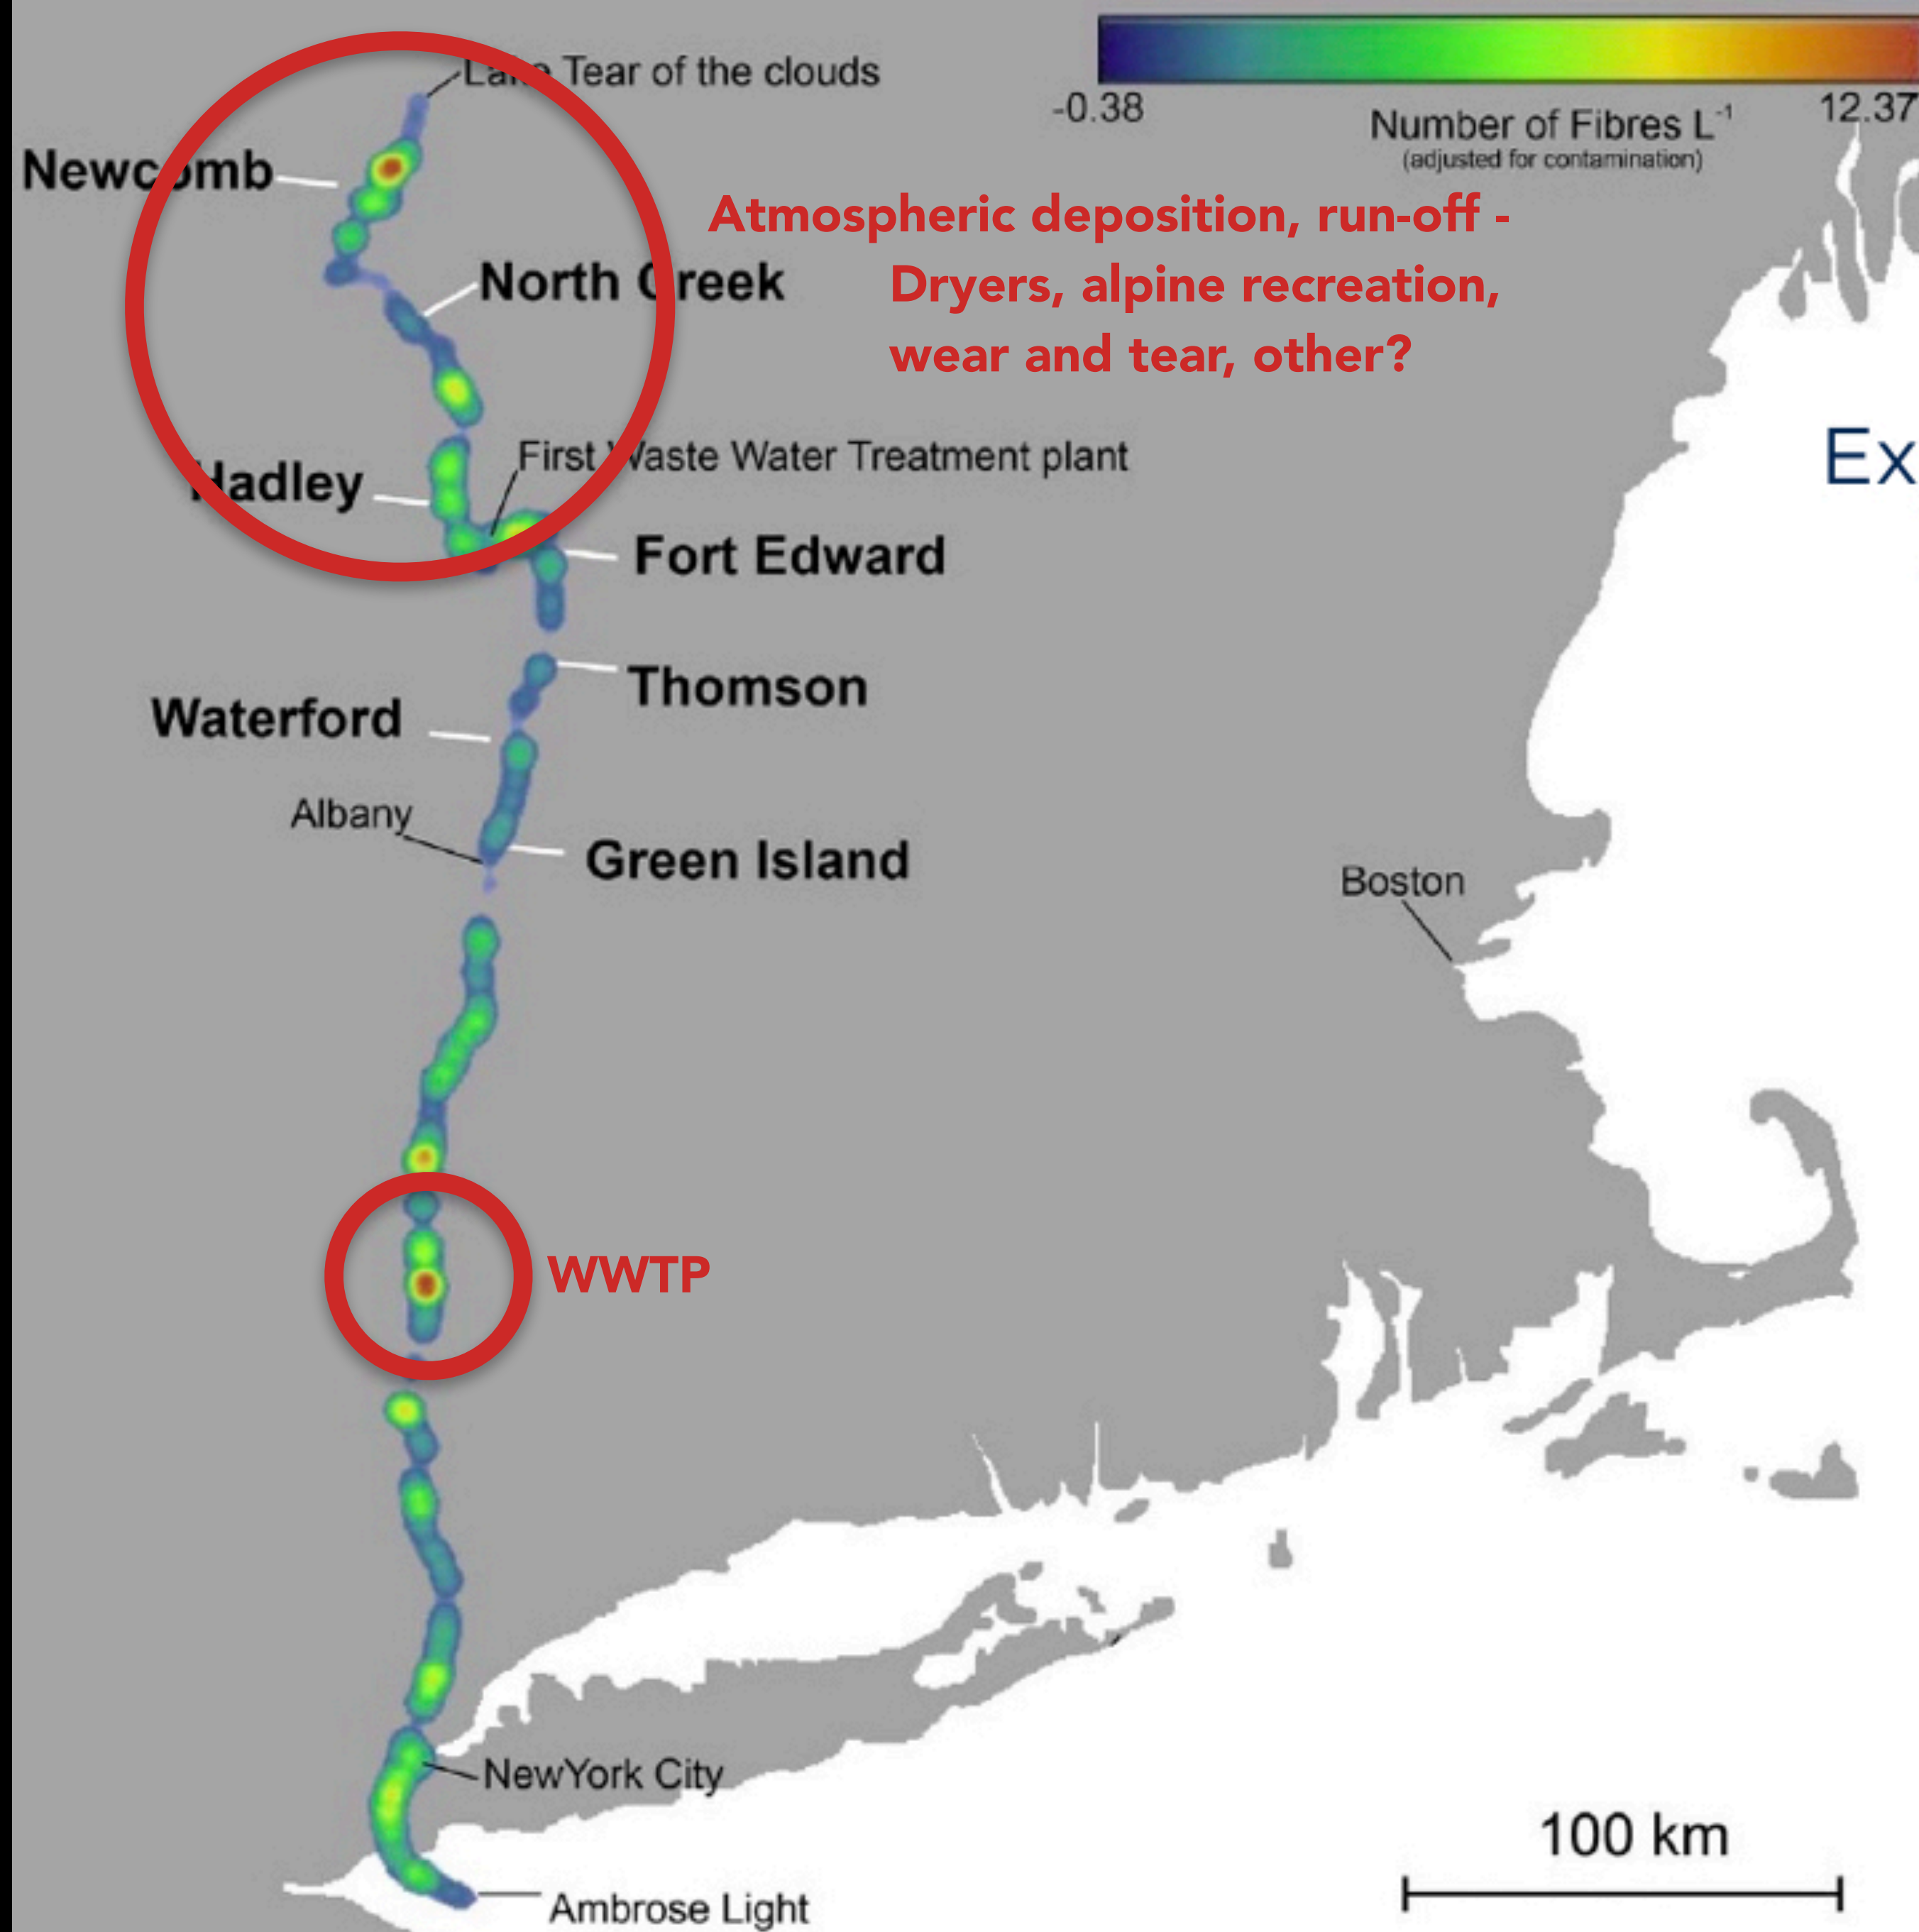 Lake Tear of the clouds
-0.38
12.37
Number of Fibres L⁻¹
(adjusted for contamination)
Newcomb
Atmospheric deposition, run-off -
Dryers, alpine recreation,
wear and tear, other?
North Creek
Ex
First Waste Water Treatment plant
Hadley
Fort Edward
Thomson
Waterford
Albany
Green Island
Boston
WWTP
NewYork City
100 km
Ambrose Light